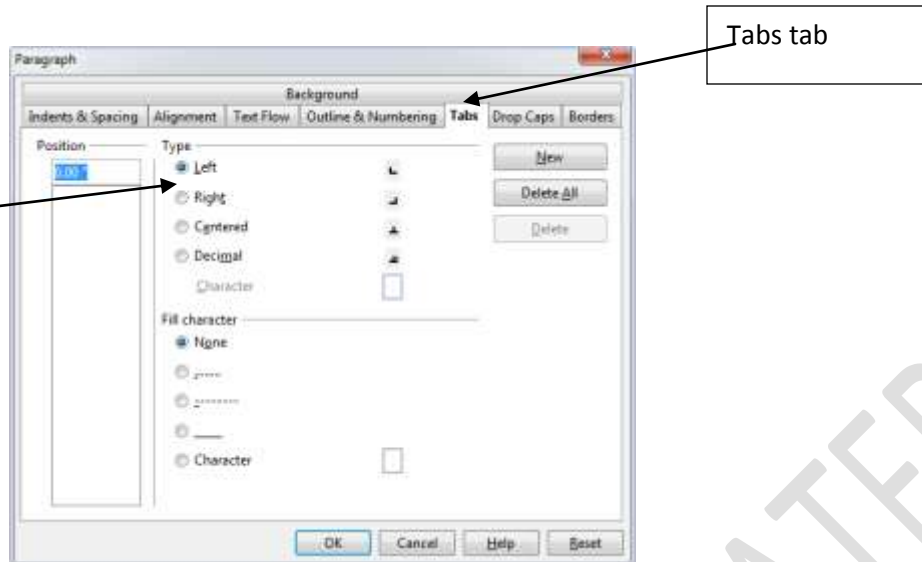 Tabs tab
Paragraph
Background
Indents & Spacing Alignment Text Flow Outline & Numbering Tabs Drop Caps Borders
Position Type
0.00 " Left New
Right Delete All
Centered Delete
Decimal
Character
Fill character
None
Character
OK Cancel Help Reset